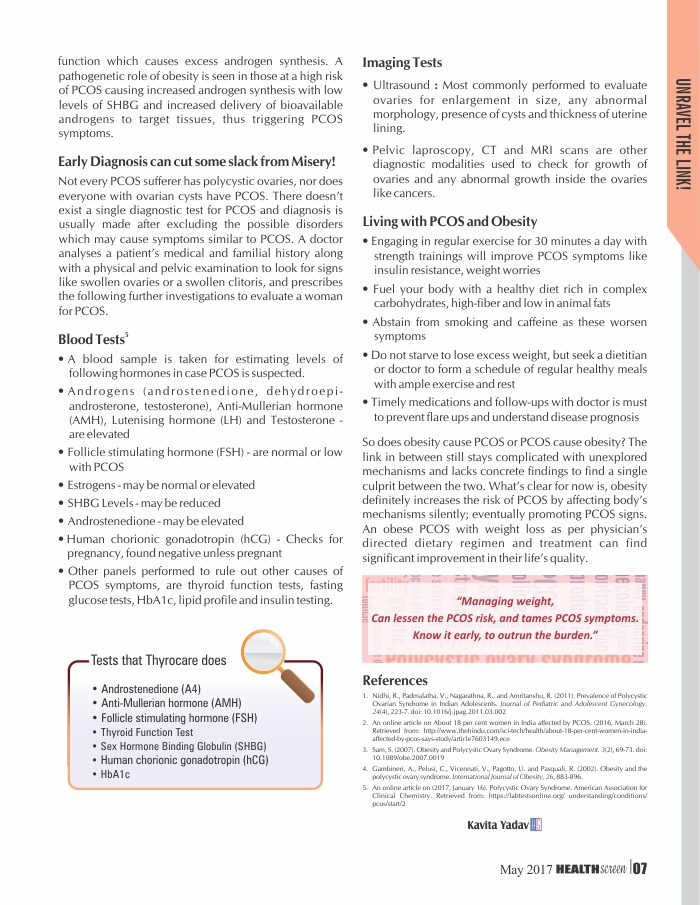 function which causes excess androgen synthesis. A
pathogenetic role of obesity is seen in those at a high risk
of PCOS causing increased androgen synthesis with low
levels of SHBG and increased delivery of bioavailable
androgens to target tissues, thus triggering PCOS
symptoms.
Early Diagnosis can cut some slack from Misery!
Not every PCOS sufferer has polycystic ovaries, nor does
everyone with ovarian cysts have PCOS. There doesn't
exist a single diagnostic test for PCOS and diagnosis is
usually made after excluding the possible disorders
which may cause symptoms similar to PCOS. A doctor
analyses a patient's medical and familial history along
with a physical and pelvic examination to look for signs
like swollen ovaries or a swollen clitoris, and prescribes
the following further investigations to evaluate a woman
for PCOS.
Blood Tests5
• A blood sample is taken for estimating levels of
following hormones in case PCOS is suspected.
• Androgens (androstenedione, dehydroepi-
androsterone, testosterone), Anti-Mullerian hormone
(AMH), Lutenising hormone (LH) and Testosterone -
are elevated
• Follicle stimulating hormone (FSH) - are normal or low
with PCOS
• Estrogens - may be normal or elevated
• SHBG Levels - may be reduced
• Androstenedione - may be elevated
• Human chorionic gonadotropin (hCG) - Checks for
pregnancy, found negative unless pregnant
• Other panels performed to rule out other causes of
PCOS symptoms, are thyroid function tests, fasting
glucose tests, HbA1c, lipid profile and insulin testing.
Tests that Thyrocare does
• Androstenedione (A4)
• Anti-Mullerian hormone (AMH)
• Follicle stimulating hormone (FSH)
• Thyroid Function Test
• Sex Hormone Binding Globulin (SHBG)
• Human chorionic gonadotropin (hCG)
• HbA1c
Imaging Tests
• Ultrasound : Most commonly performed to evaluate
ovaries for enlargement in size, any abnormal
morphology, presence of cysts and thickness of uterine
lining.
• Pelvic laproscopy, CT and MRI scans are other
diagnostic modalities used to check for growth of
ovaries and any abnormal growth inside the ovaries
like cancers.
Living with PCOS and Obesity
• Engaging in regular exercise for 30 minutes a day with
strength trainings will improve PCOS symptoms like
insulin resistance, weight worries
• Fuel your body with a healthy diet rich in complex
carbohydrates, high-fiber and low in animal fats
• Abstain from smoking and caffeine as these worsen
symptoms
• Do not starve to lose excess weight, but seek a dietitian
or doctor to form a schedule of regular healthy meals
with ample exercise and rest
• Timely medications and follow-ups with doctor is must
to prevent flare ups and understand disease prognosis
So does obesity cause PCOS or PCOS cause obesity? The
link in between still stays complicated with unexplored
mechanisms and lacks concrete findings to find a single
culprit between the two. What's clear for now is, obesity
definitely increases the risk of PCOS by affecting body's
mechanisms silently; eventually promoting PCOS signs.
An obese PCOS with weight loss as per physician's
directed dietary regimen and treatment can find
significant improvement in their life's quality.
"Managing weight,
Can lessen the PCOS risk, and tames PCOS symptoms.
Know it early, to outrun the burden."
References
1. Nidhi, R., Padmalatha, V., Nagarathna, R., and Amritanshu, R. (2011). Prevalence of Polycystic
Ovarian Syndrome in Indian Adolescents. Journal of Pediatric and Adolescent Gynecology.
24(4), 223-7. doi: 10.1016/j.jpag.2011.03.002
2. An online article on About 18 per cent women in India affected by PCOS. (2016, March 28).
Retrieved from: http://www.thehindu.com/sci-tech/health/about-18-per-cent-women-in-india-
affected-by-pcos-says-study/article7603149.ece
3. Sam, S. (2007). Obesity and Polycystic Ovary Syndrome. Obesity Management. 3(2), 69-73. doi:
10.1089/obe.2007.0019
4. Gambineri, A., Pelusi, C., Vicennati, V., Pagotto, U. and Pasquali, R. (2002). Obesity and the
polycystic ovary syndrome. International Journal of Obesity, 26, 883-896.
5. An online article on (2017, January 16). Polycystic Ovary Syndrome. American Association for
Clinical Chemistry. Retrieved from: https://labtestsonline.org/ understanding/conditions/
pcos/start/2
Kavita Yadav
UNRAVEL THE LINK!
May 2017 HEALTHscreen 07